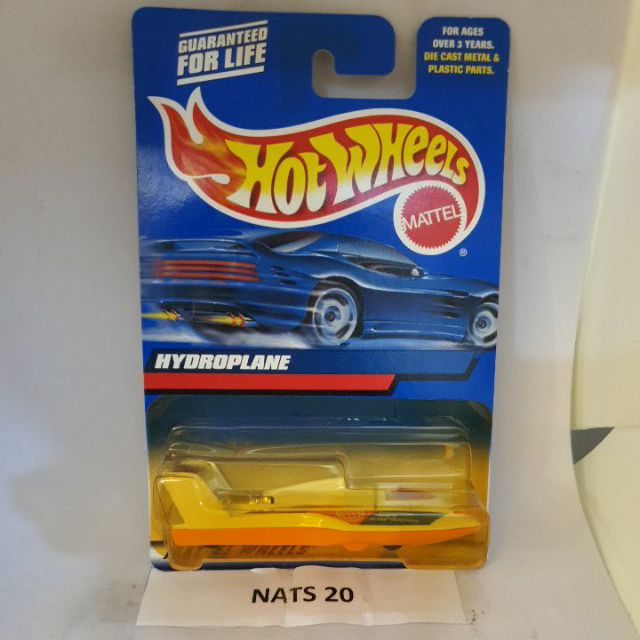 GUARANTEED
FOR LIFE
FOR AGES
OVER 3 YEARS.
DIE CAST METAL &
PLASTIC PARTS.
HOT WHEELS
MATTEL
®
HYDROPLANE
WHEELS
NATS 20